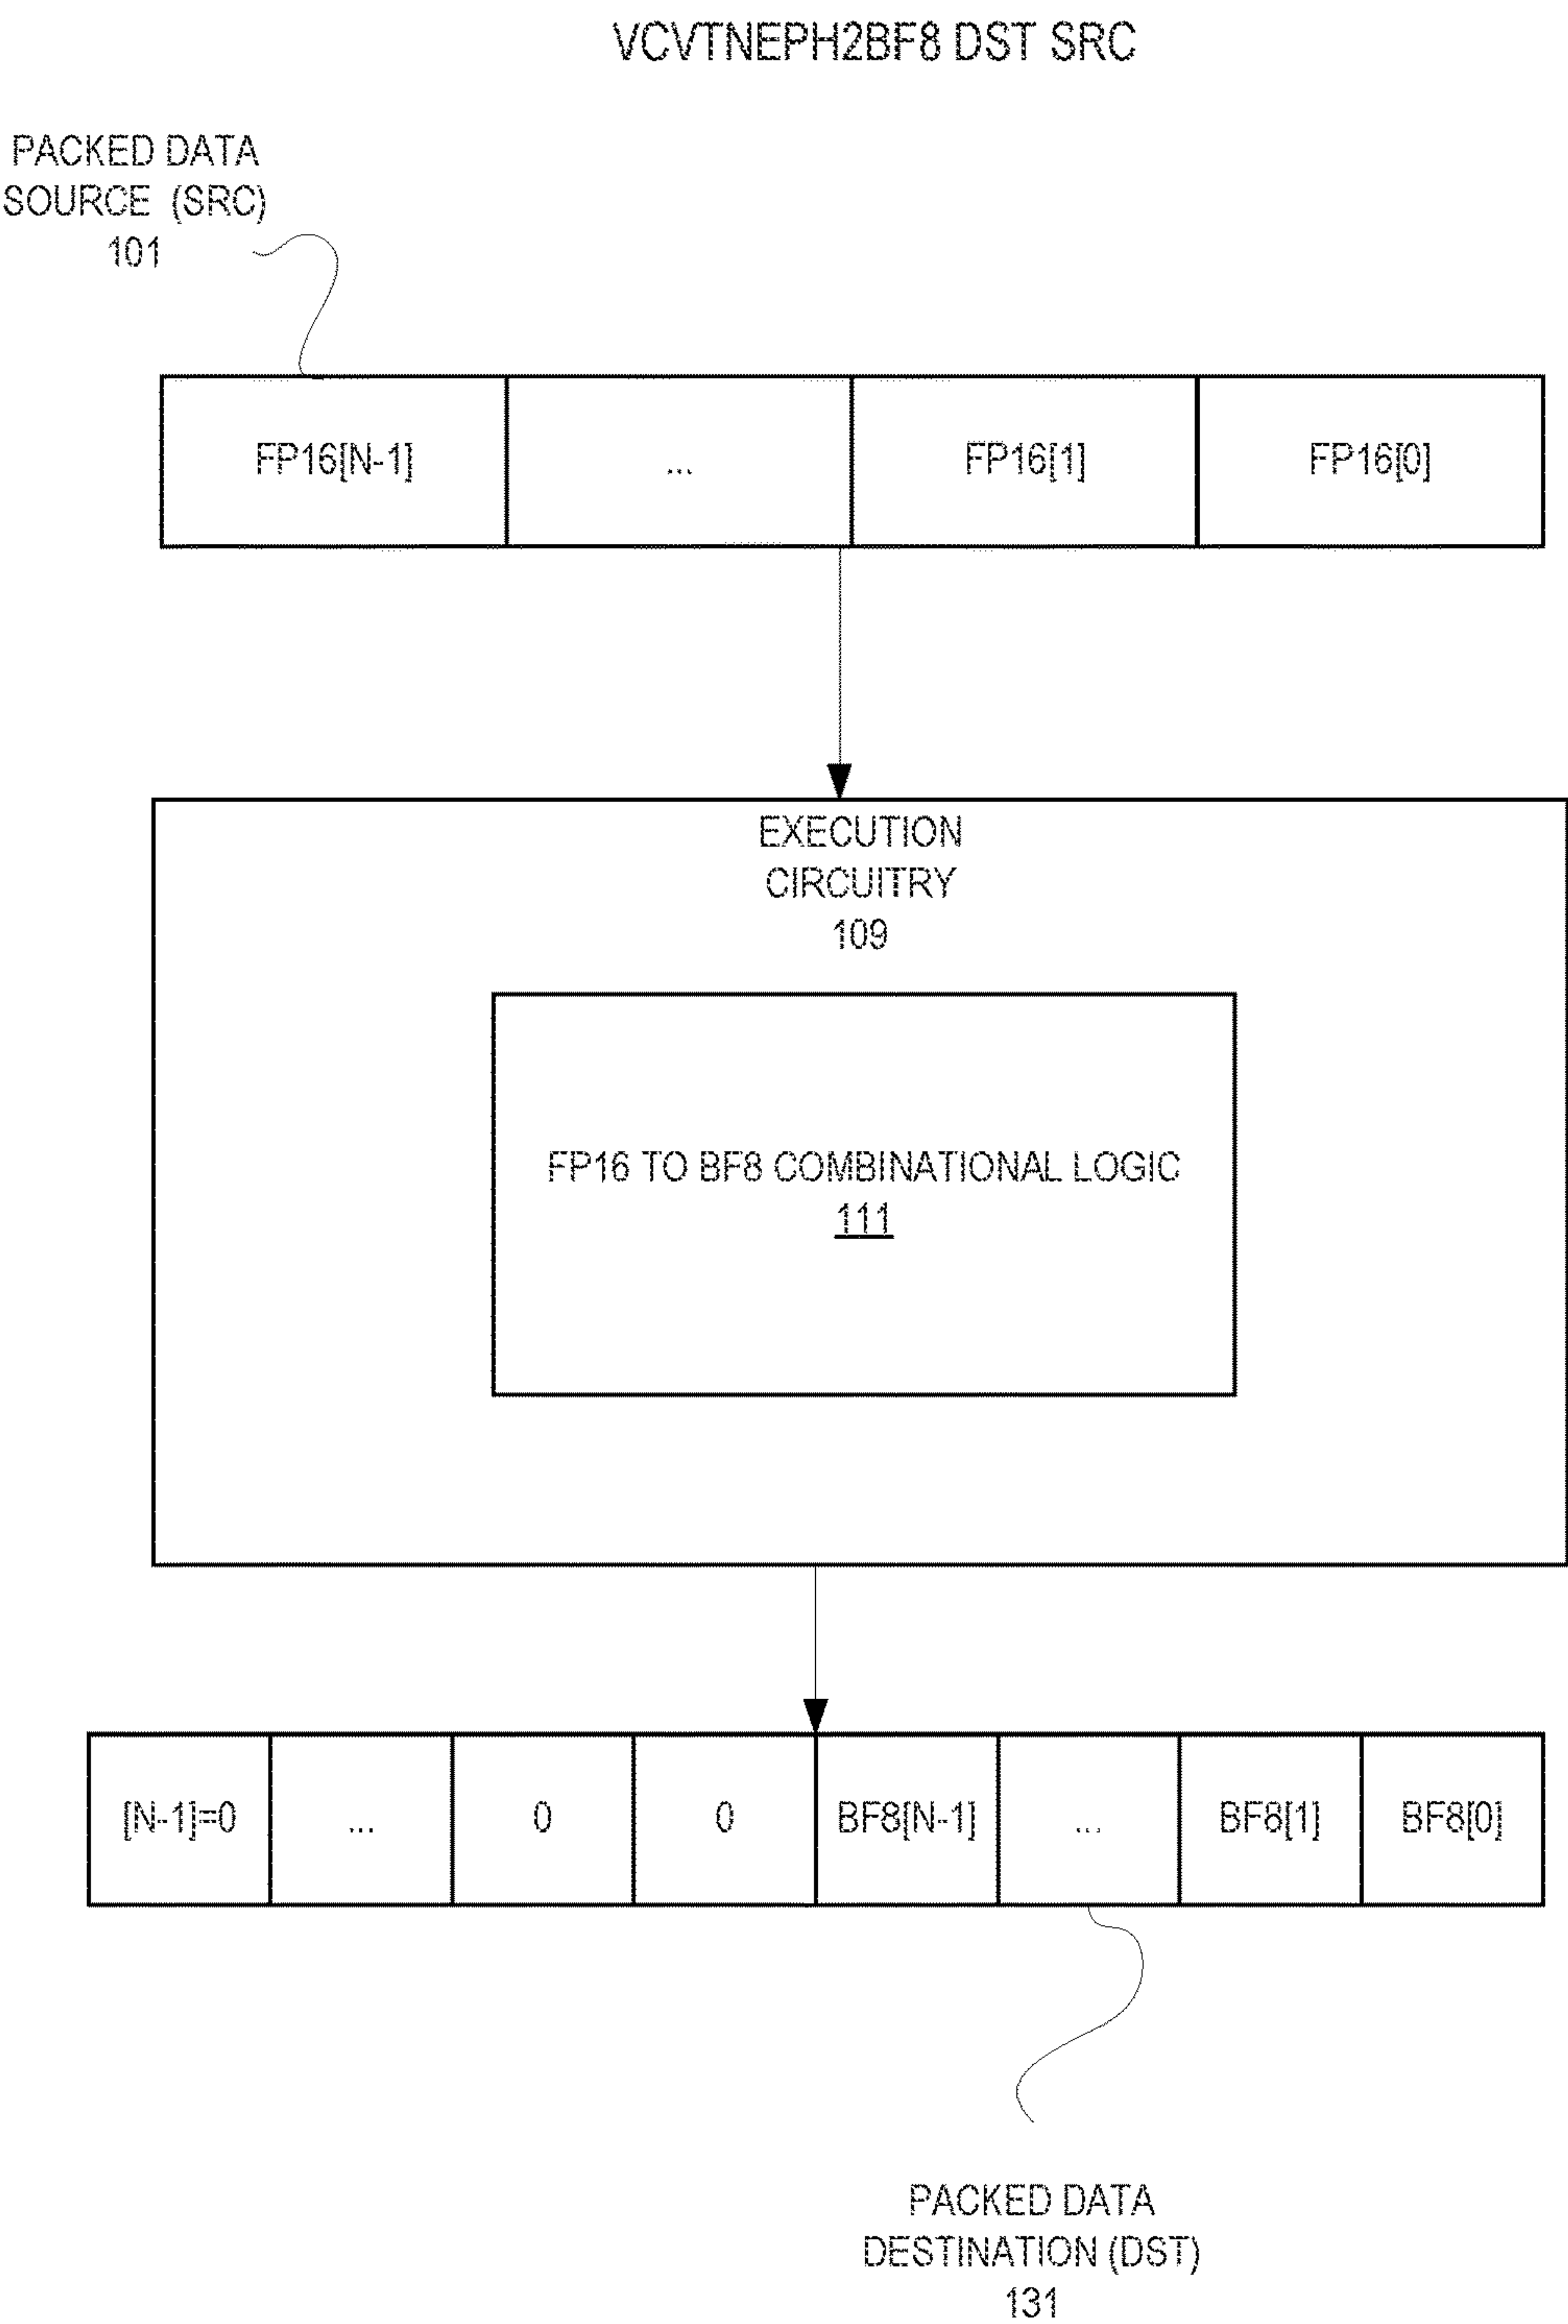 VCVTNEPH2BF8 DST SRC
PACKED DATA
SOURCE (SRC)
101
FP16[N-1] ... FP16[1] FP16[0]
EXECUTION
CIRCUITRY
109
FP16 TO BF8 COMBINATIONAL LOGIC
111
[N-1]=0 ... 0 0 BF8[N-1] ... BF8[1] BF8[0]
PACKED DATA
DESTINATION (DST)
131